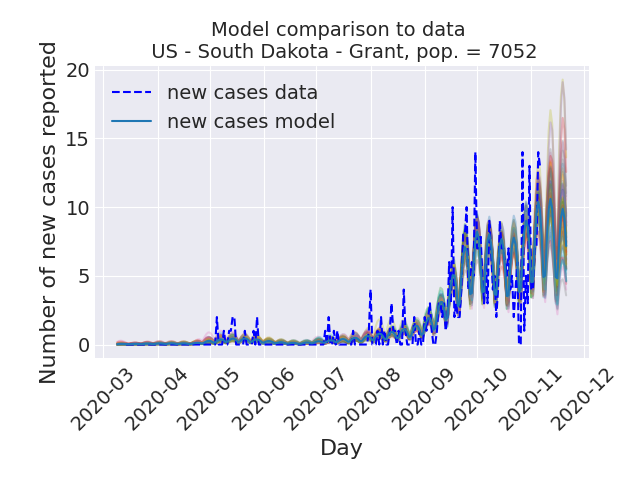 Model comparison to data
US - South Dakota - Grant, pop. = 7052
Number of new cases reported
20
15
10
5
0
new cases data
new cases model
2020-03
2020-04
2020-05
2020-06
2020-07
2020-08
2020-09
2020-10
2020-11
2020-12
Day